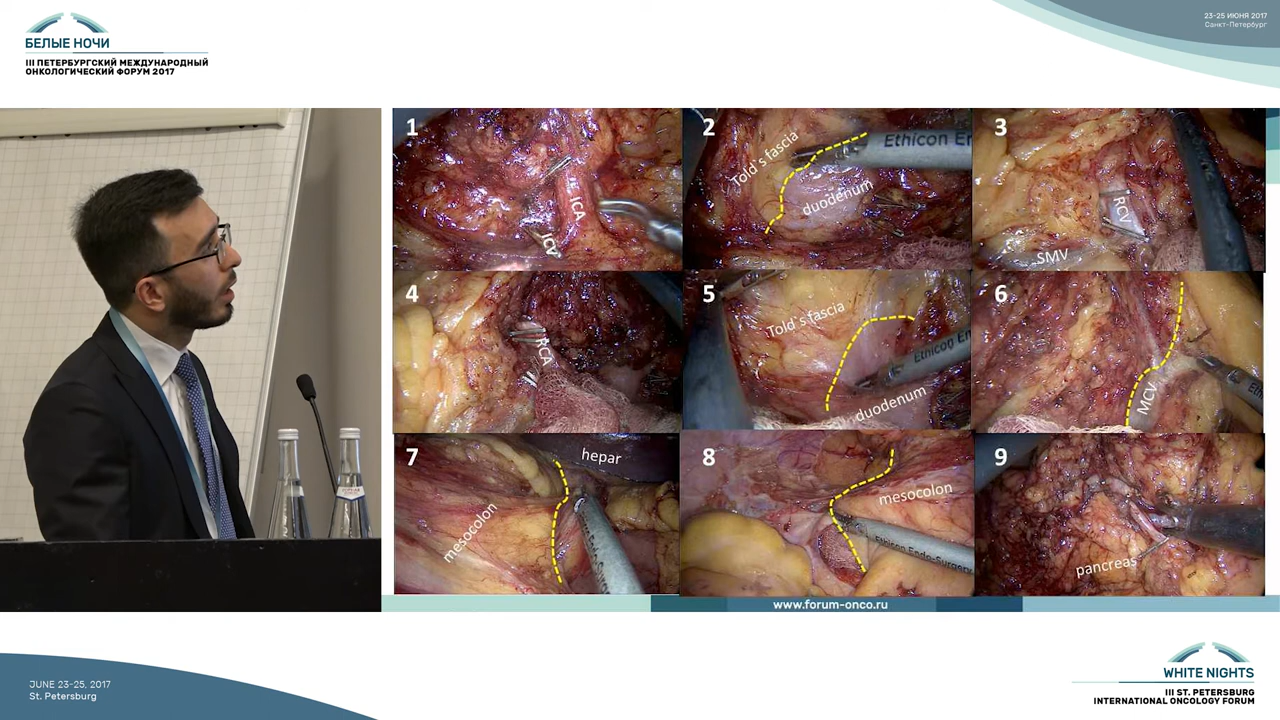 БЕЛЫЕ НОЧИ
III ПЕТЕРБУРГСКИЙ МЕЖДУНАРОДНЫЙ
ОНКОЛОГИЧЕСКИЙ ФОРУМ 2017
23-25 ИЮНЯ 2017
Санкт-Петербург
1
ICA
ICV
2
Told`s fascia
duodenum
Ethicon En
3
RCV
SMV
4
RCA
5
Told`s fascia
duodenum
Ethicon En
6
MCV
7
hepar
mesocolon
8
mesocolon
Ethicon Endo-Surgery
9
pancreas
www.forum-onco.ru
JUNE 23-25, 2017
St. Petersburg
WHITE NIGHTS
III ST. PETERSBURG
INTERNATIONAL ONCOLOGY FORUM